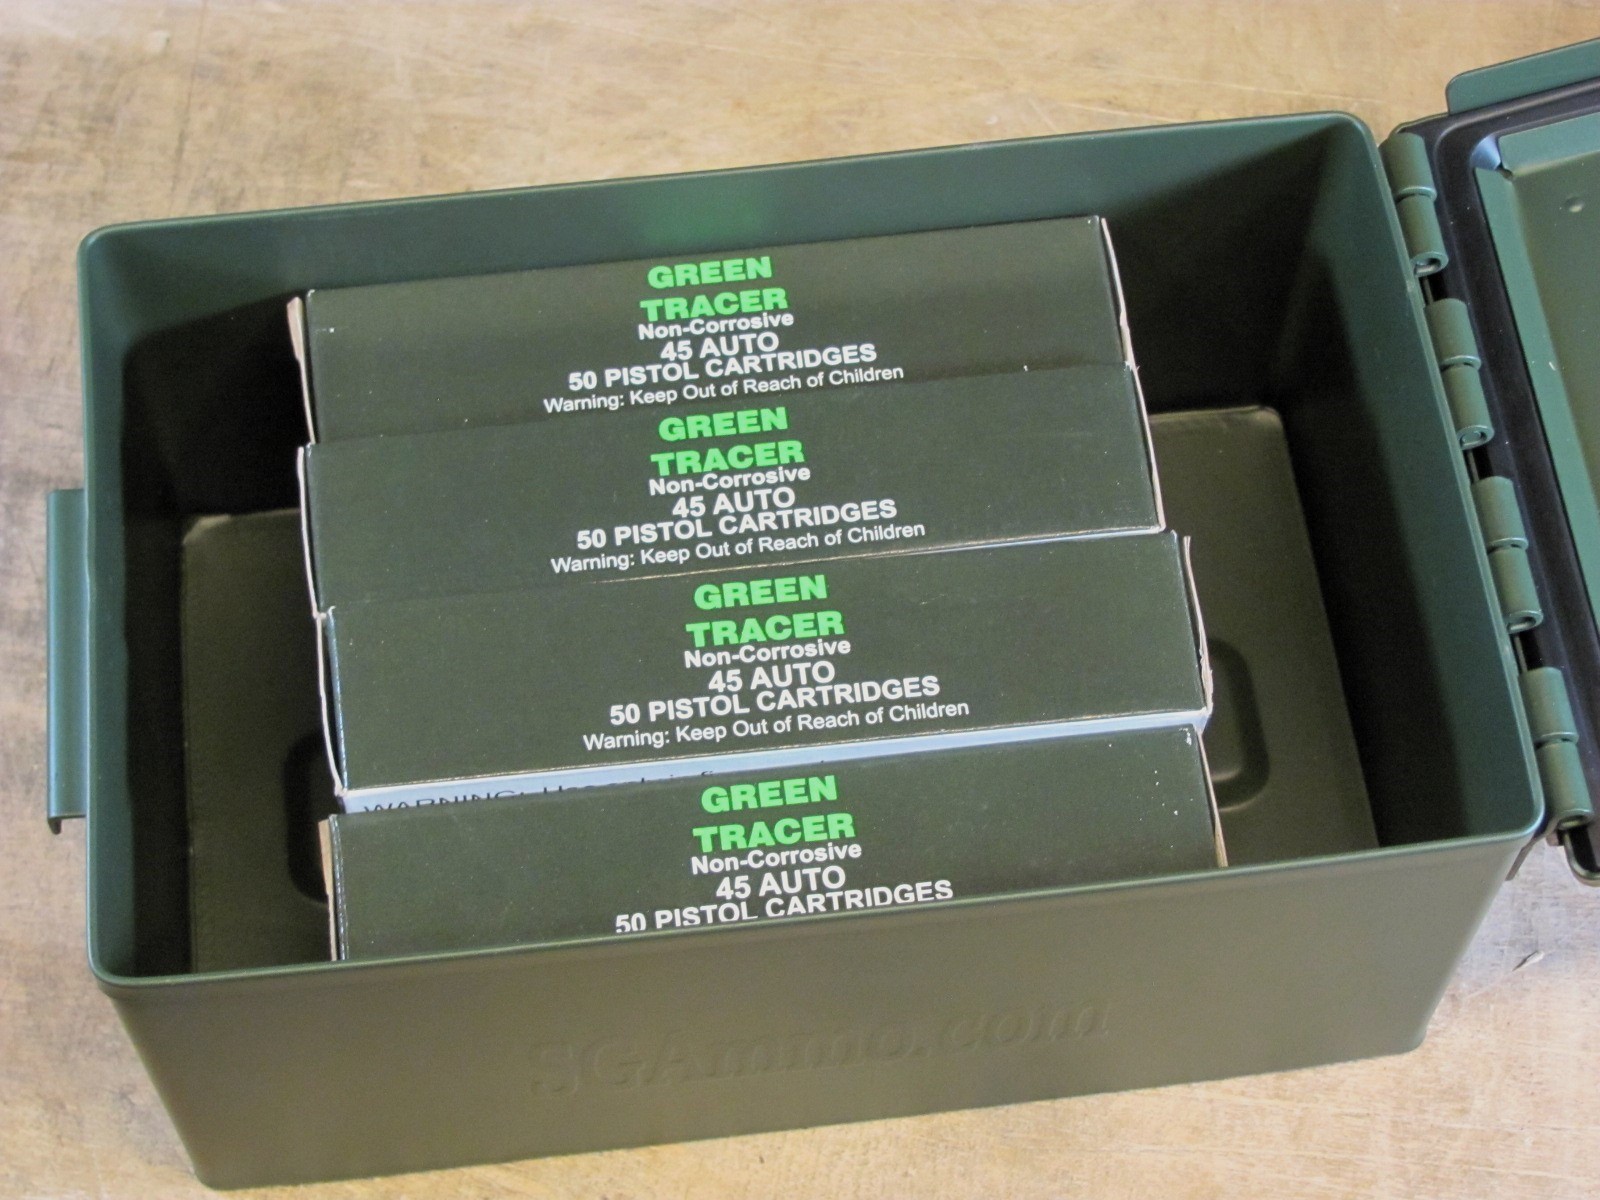 GREEN
TRACER
Non-Corrosive
45 AUTO
50 PISTOL CARTRIDGES
Warning: Keep Out of Reach of Children
GREEN
TRACER
Non-Corrosive
45 AUTO
50 PISTOL CARTRIDGES
Warning: Keep Out of Reach of Children
GREEN
TRACER
Non-Corrosive
45 AUTO
50 PISTOL CARTRIDGES
Warning: Keep Out of Reach of Children
WARNING:
GREEN
TRACER
Non-Corrosive
45 AUTO
50 PISTOL CARTRIDGES
SGAmmo.com